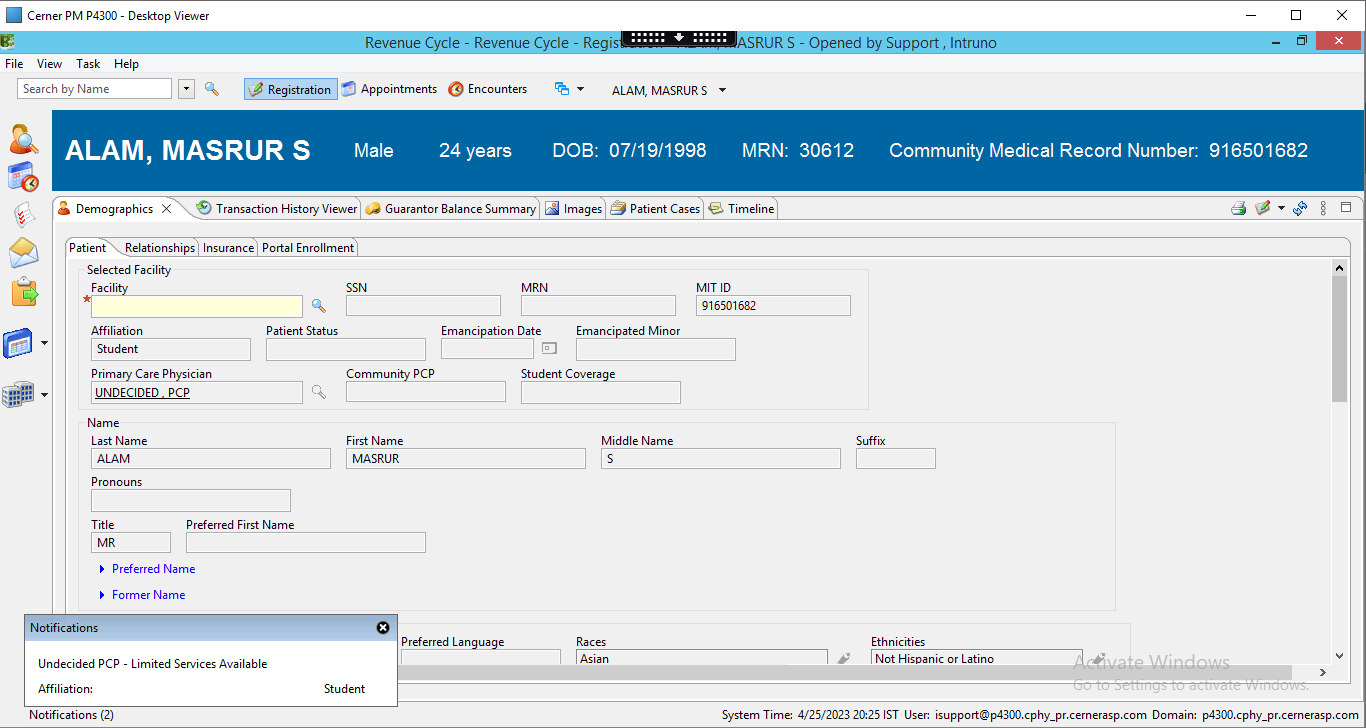 Cerner PM P4300 - Desktop Viewer
Revenue Cycle - Revenue Cycle - Registration - ALAM, MASRUR S - Opened by Support , Intruno
File View Task Help
Search by Name Registration Appointments Encounters ALAM, MASRUR S
ALAM, MASRUR S Male 24 years DOB: 07/19/1998 MRN: 30612 Community Medical Record Number: 916501682
Demographics Transaction History Viewer Guarantor Balance Summary Images Patient Cases Timeline
Patient Relationships Insurance Portal Enrollment
Selected Facility
Facility SSN MRN MIT ID
916501682
Affiliation Patient Status Emancipation Date Emancipated Minor
Student
Primary Care Physician Community PCP Student Coverage
UNDECIDED , PCP
Name
Last Name First Name Middle Name Suffix
ALAM MASRUR S
Pronouns
Title Preferred First Name
MR
Preferred Name
Former Name
Notifications
Preferred Language Races Ethnicities
Asian Not Hispanic or Latino
Undecided PCP - Limited Services Available
Affiliation: Student
Activate Windows
Go to Settings to activate Windows.
Notifications (2) System Time: 4/25/2023 20:25 IST User: isupport@p4300.cphy_pr.cernerasp.com Domain: p4300.cphy_pr.cernerasp.com